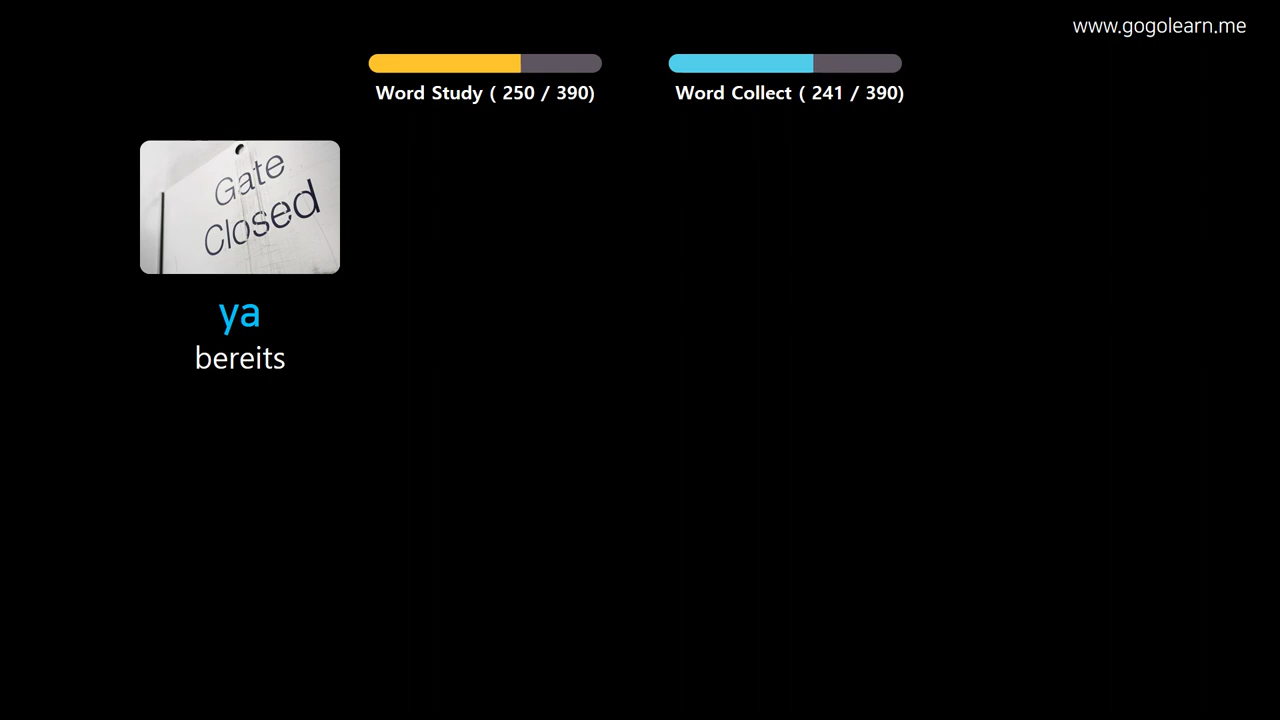 www.gogolearn.me
Word Study ( 250 / 390)
Word Collect ( 241 / 390)
Gate
Closed
ya
bereits